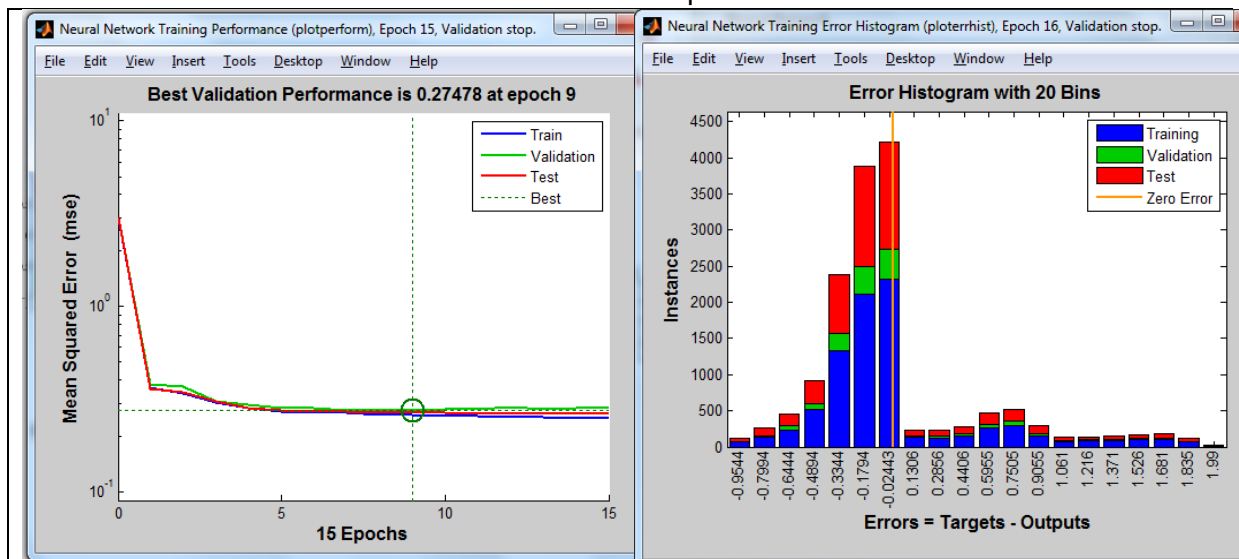 Neural Network Training Performance (plotperform), Epoch 15, Validation stop.
File Edit View Insert Tools Desktop Window Help
Best Validation Performance is 0.27478 at epoch 9
10^1
10^0
10^-1
Mean Squared Error (mse)
Train
Validation
Test
Best
0 5 10 15
15 Epochs
Neural Network Training Error Histogram (ploterrhist), Epoch 16, Validation stop.
File Edit View Insert Tools Desktop Window Help
Error Histogram with 20 Bins
4500
4000
3500
3000
2500
2000
1500
1000
500
0
Instances
Training
Validation
Test
Zero Error
-0.9544
-0.7994
-0.6444
-0.4894
-0.3344
-0.1794
-0.02443
0.1306
0.2856
0.4406
0.5955
0.7505
0.9055
1.061
1.216
1.371
1.526
1.681
1.835
1.99
Errors = Targets - Outputs